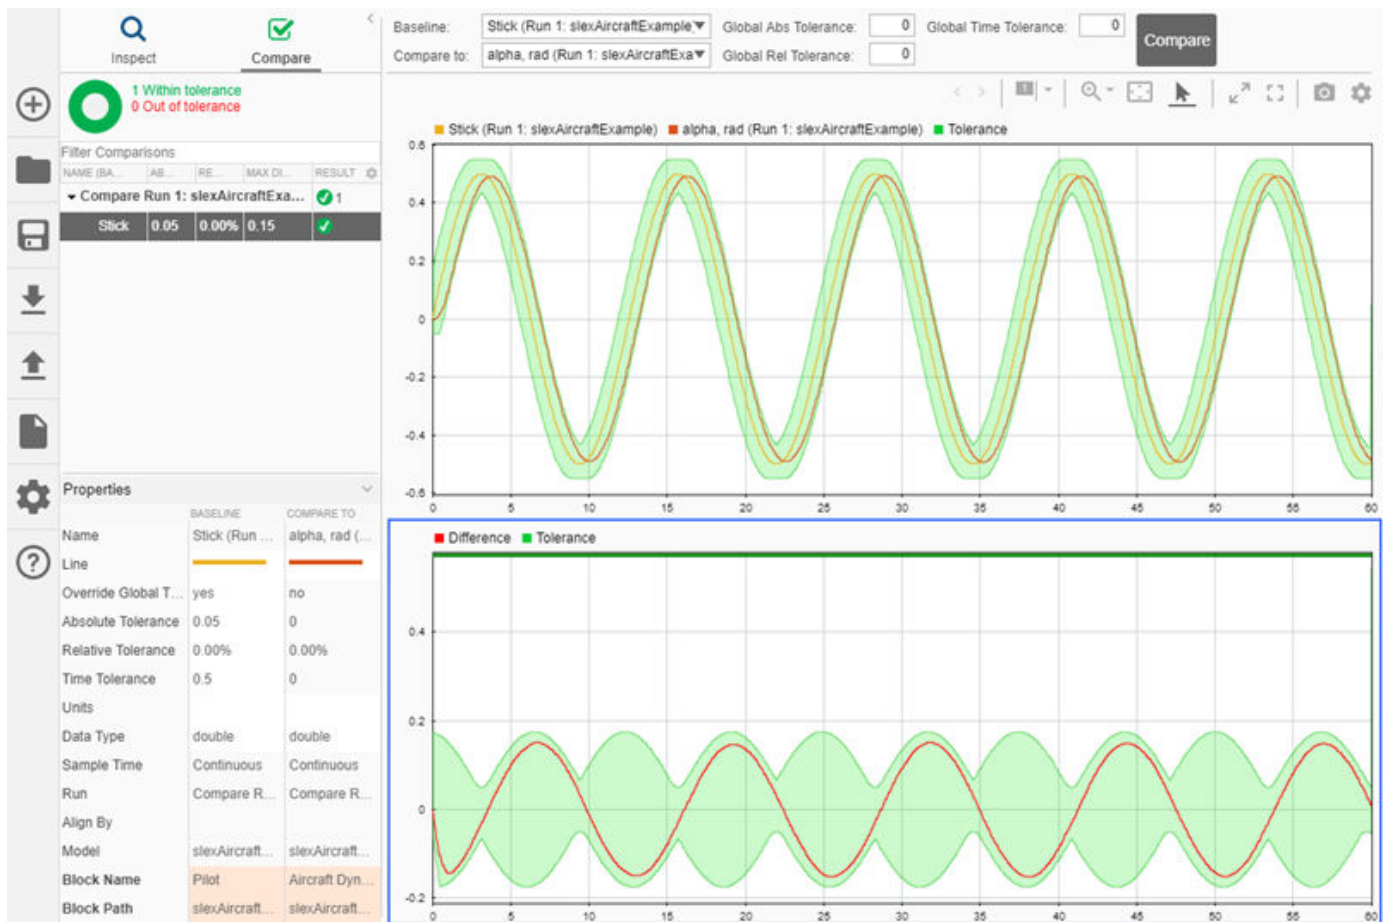 Inspect
Compare
Baseline:
Stick (Run 1: slexAircraftExample)
Global Abs Tolerance:
0
Global Time Tolerance:
0
Compare
Compare to:
alpha, rad (Run 1: slexAircraftExa
Global Rel Tolerance:
0
1 Within tolerance
0 Out of tolerance
Filter Comparisons
NAME (BA... AB... RE... MAX DI... RESULT
Compare Run 1: slexAircraftExa... 1
Stick 0.05 0.00% 0.15
Stick (Run 1: slexAircraftExample) alpha, rad (Run 1: slexAircraftExample) Tolerance
0.6
0.4
0.2
0
-0.2
-0.4
-0.6
0 5 10 15 20 25 30 35 40 45 50 55 60
Properties
BASELINE COMPARE TO
Name Stick (Run ... alpha, rad (...
Line
Override Global T... yes no
Absolute Tolerance 0.05 0
Relative Tolerance 0.00% 0.00%
Time Tolerance 0.5 0
Units
Data Type double double
Sample Time Continuous Continuous
Run Compare R... Compare R...
Align By
Model slexAircraft... slexAircraft...
Block Name Pilot Aircraft Dyn...
Block Path slexAircraft... slexAircraft...
Difference Tolerance
0.4
0.2
0
-0.2
0 5 10 15 20 25 30 35 40 45 50 55 60